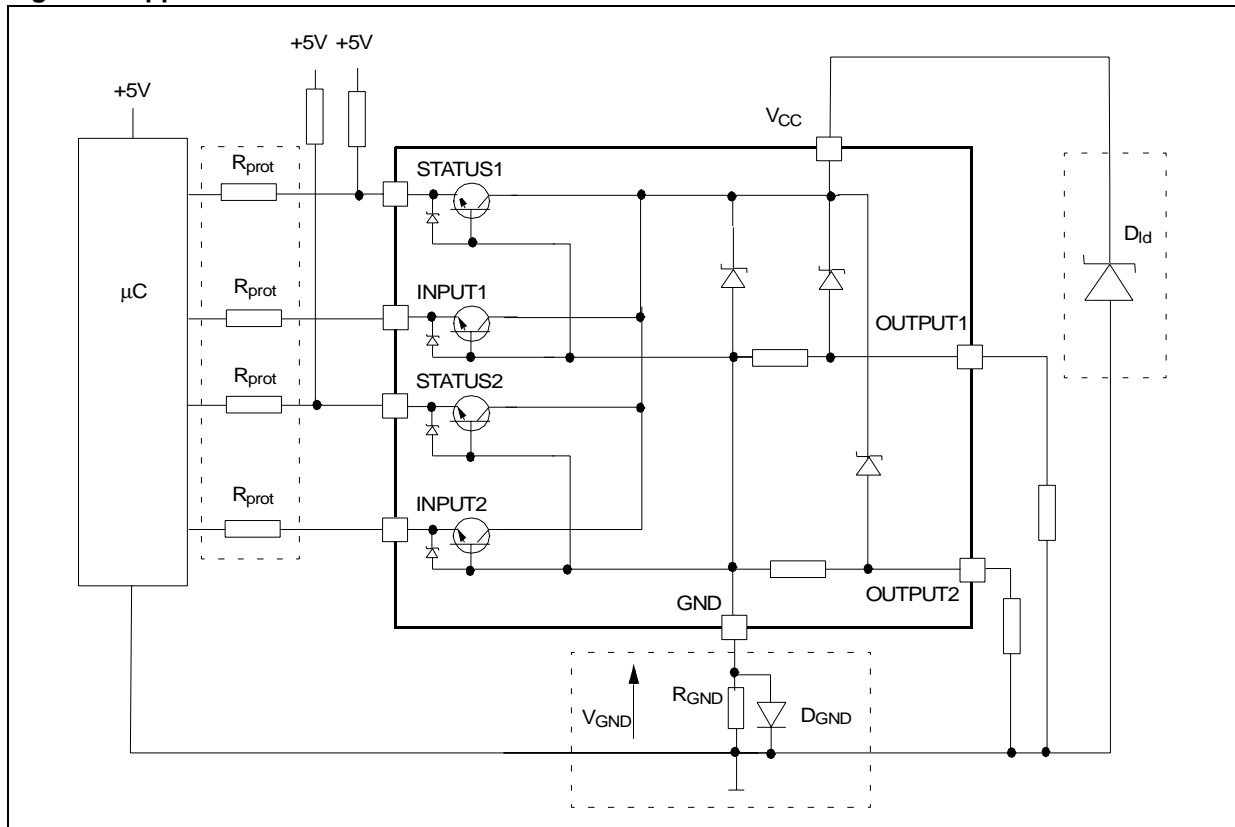 +5V +5V
+5V
VCC
Rprot
STATUS1
Dld
μC
Rprot
INPUT1
OUTPUT1
Rprot
STATUS2
Rprot
INPUT2
OUTPUT2
GND
RGND
VGND
DGND